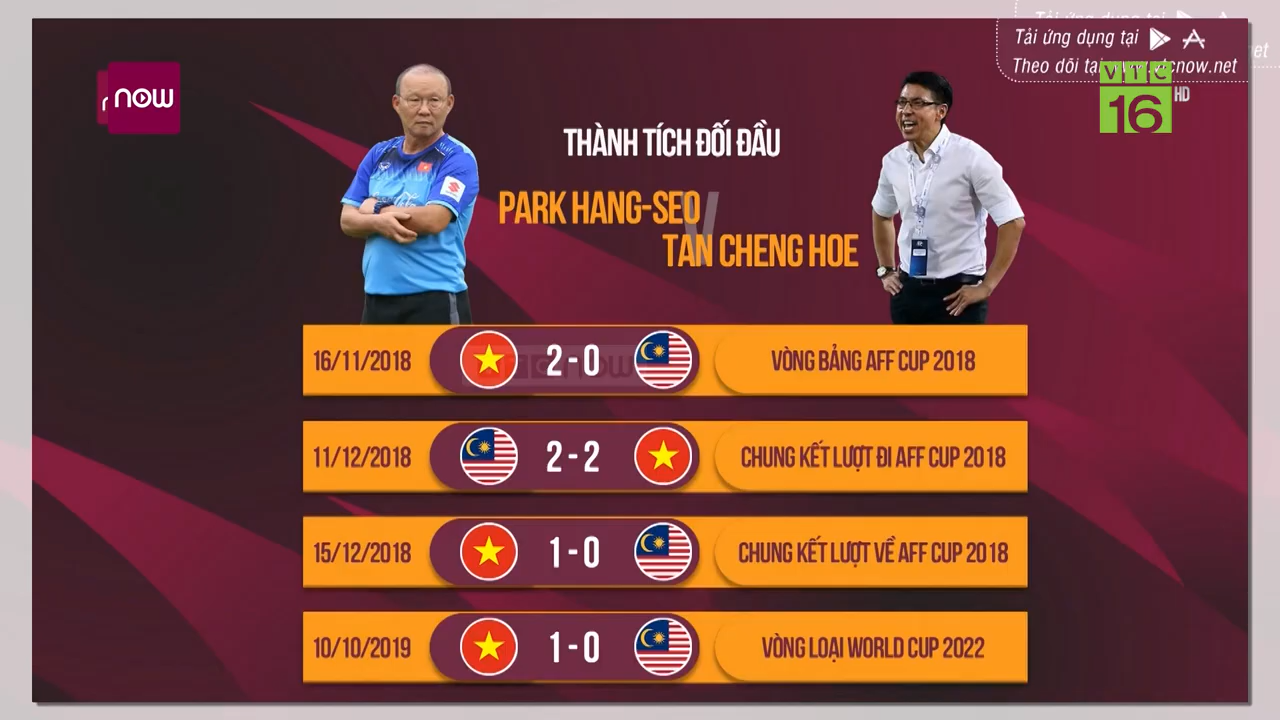 Tải ứng dụng tại
Theo dõi tại www.vtcnow.net
now
VTC
16
HD
THÀNH TÍCH ĐỐI ĐẦU
PARK HANG-SEO
V
TAN CHENG HOE
16/11/2018 2-0 VÒNG BẢNG AFF CUP 2018
11/12/2018 2-2 CHUNG KẾT LƯỢT ĐI AFF CUP 2018
15/12/2018 1-0 CHUNG KẾT LƯỢT VỀ AFF CUP 2018
10/10/2019 1-0 VÒNG LOẠI WORLD CUP 2022